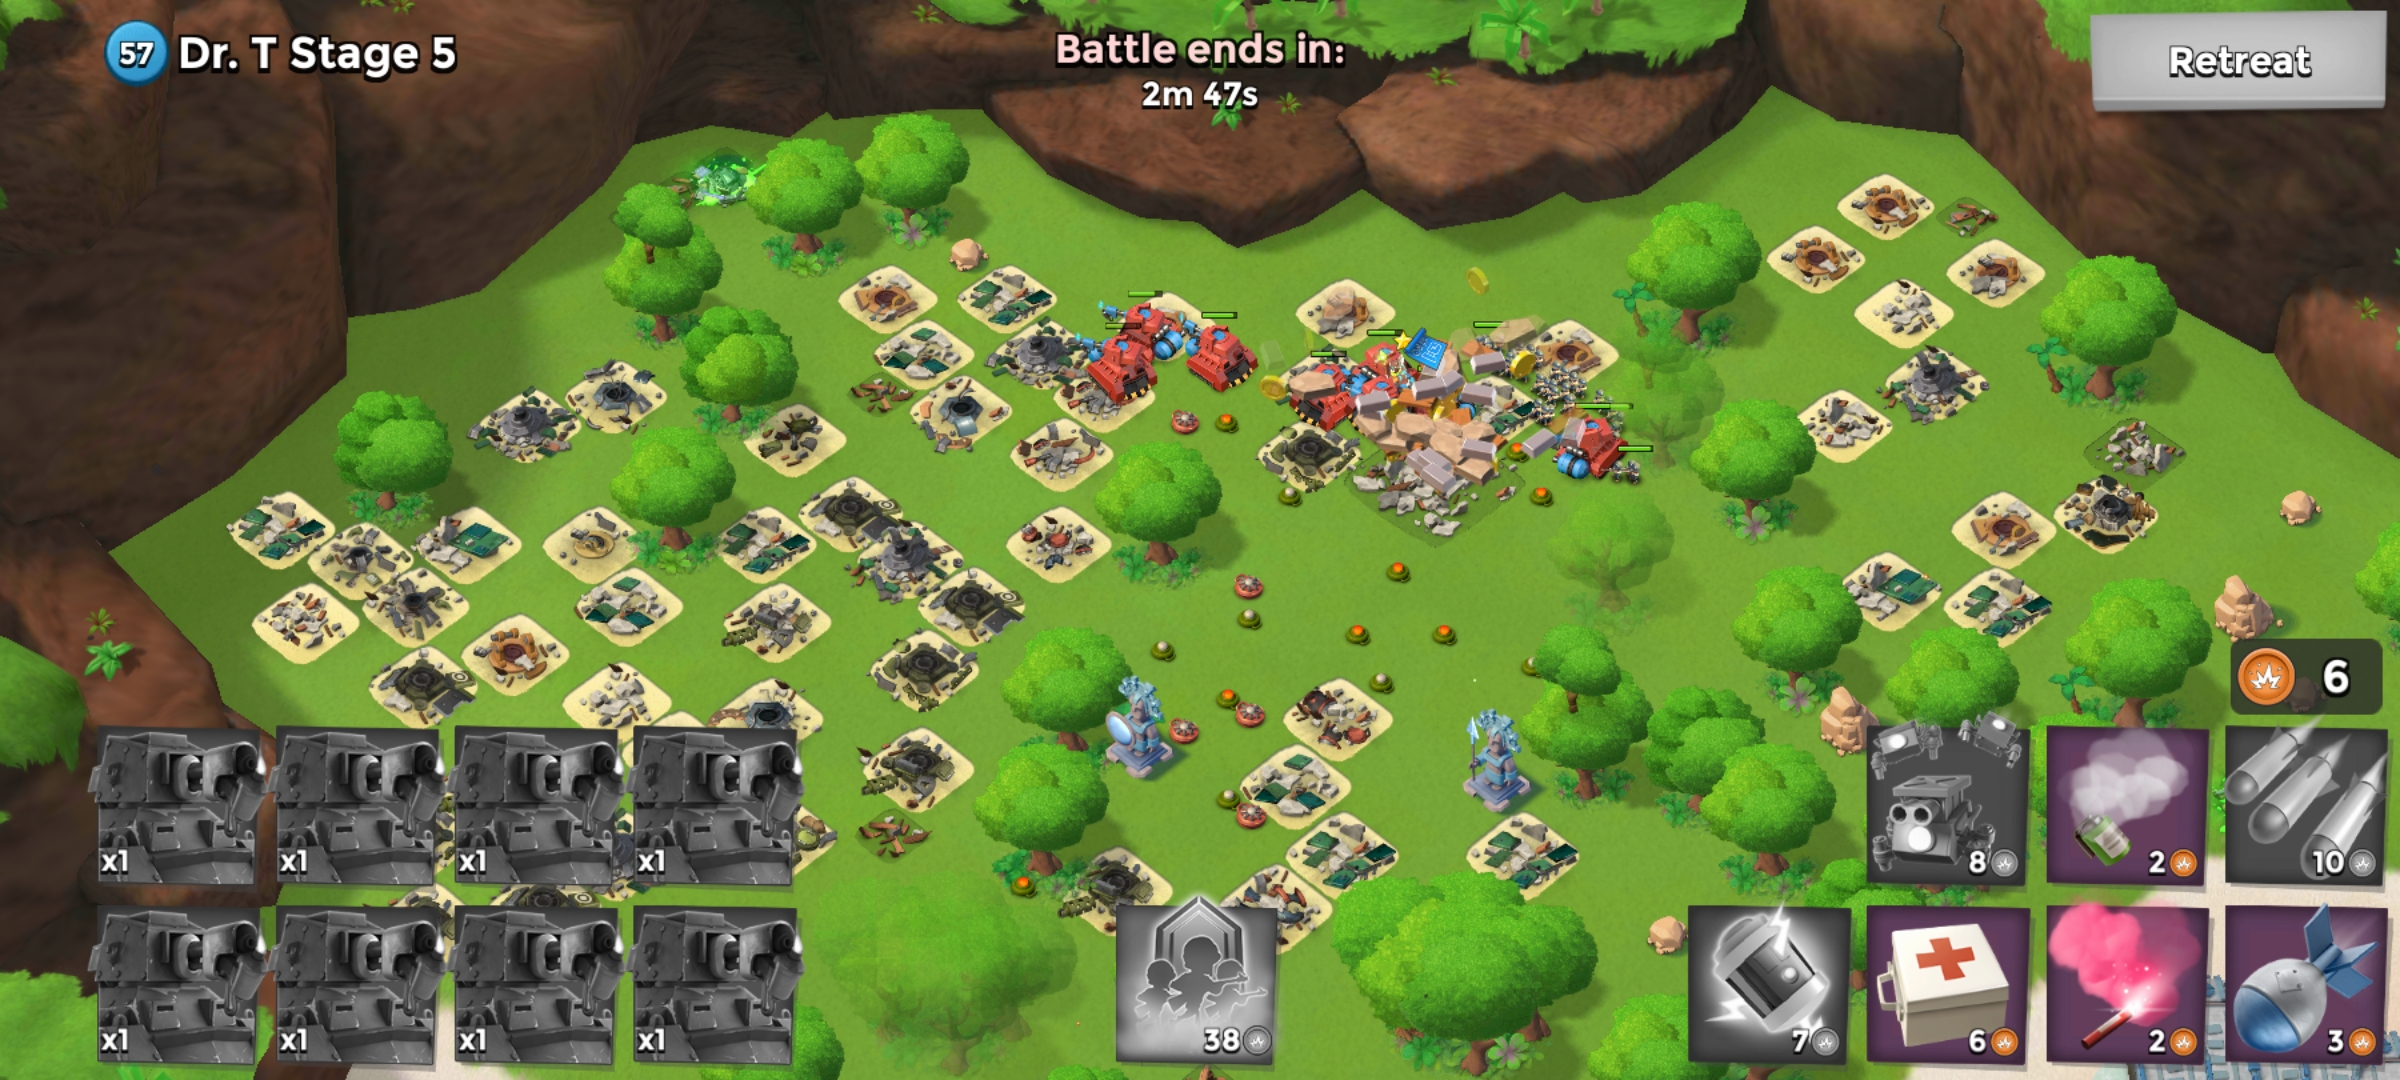 57 Dr. T Stage 5
Battle ends in:
2m 47s
Retreat
6
x1 x1 x1 x1
8 2 10
x1 x1 x1 x1
38
7 6 2 3